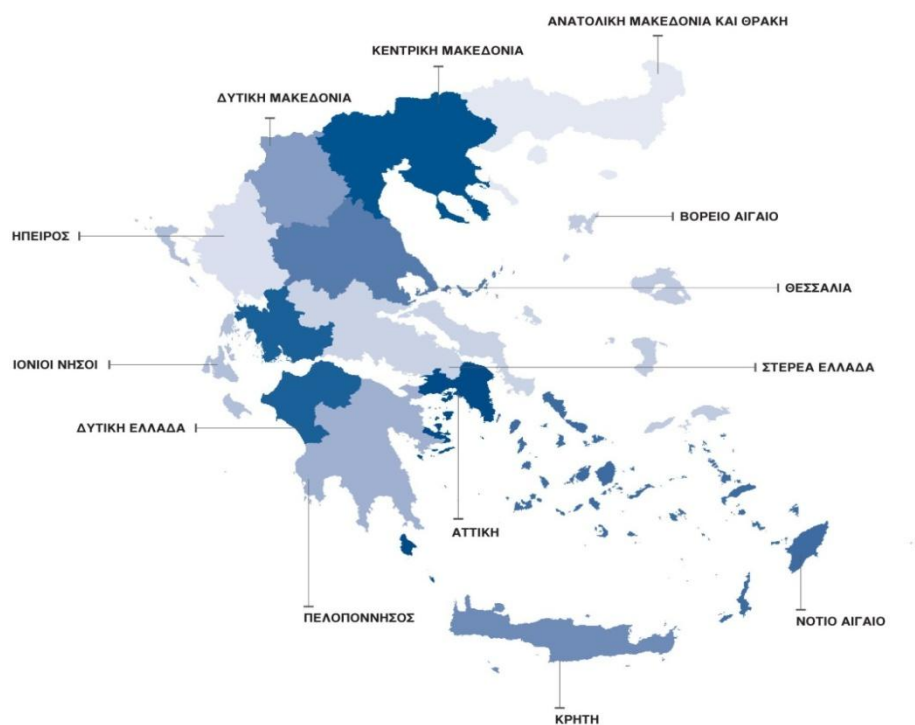 ΑΝΑΤΟΛΙΚΗ ΜΑΚΕΔΟΝΙΑ ΚΑΙ ΘΡΑΚΗ
ΚΕΝΤΡΙΚΗ ΜΑΚΕΔΟΝΙΑ
ΔΥΤΙΚΗ ΜΑΚΕΔΟΝΙΑ
ΒΟΡΕΙΟ ΑΙΓΑΙΟ
ΗΠΕΙΡΟΣ
ΘΕΣΣΑΛΙΑ
ΙΟΝΙΟΙ ΝΗΣΟΙ
ΣΤΕΡΕΑ ΕΛΛΑΔΑ
ΔΥΤΙΚΗ ΕΛΛΑΔΑ
ΑΤΤΙΚΗ
ΠΕΛΟΠΟΝΝΗΣΟΣ
ΝΟΤΙΟ ΑΙΓΑΙΟ
ΚΡΗΤΗ